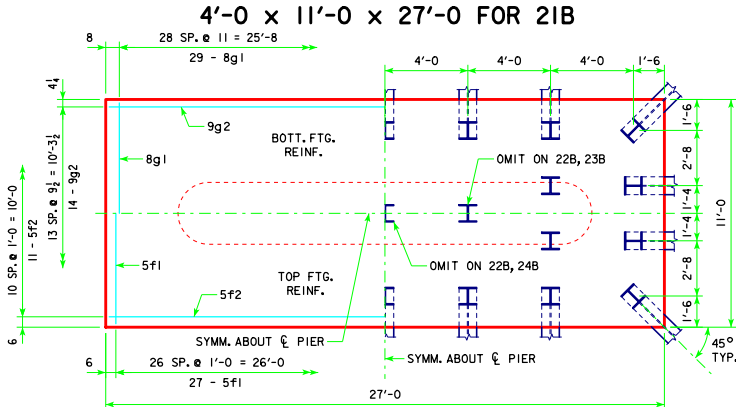 4'-0 x 11'-0 x 27'-0 FOR 21B
8
28 SP. @ 11 = 25'-8
29 - 8g1
4'-0
4'-0
4'-0
1'-6
4¼
9g2
BOTT. FTG.
REINF.
8g1
OMIT ON 22B, 23B
1'-6
2'-8
1'-4
1'-4
2'-8
1'-6
11'-0
10 SP. @ 1'-0 = 10'-0
11 - 5f2
13 SP. @ 9½ = 10'-3½
14 - 9g2
6
5f1
TOP FTG.
REINF.
OMIT ON 22B, 24B
5f2
SYMM. ABOUT ℄ PIER
SYMM. ABOUT ℄ PIER
45°
TYP.
6
26 SP. @ 1'-0 = 26'-0
27 - 5f1
27'-0